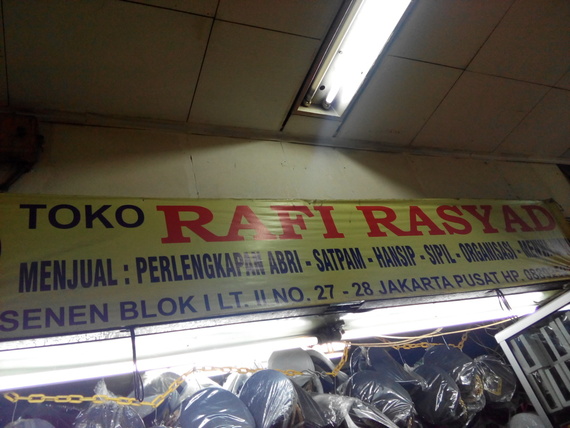 TOKO RAFI RASYAD
MENJUAL : PERLENGKAPAN ABRI - SATPAM - HANSIP - SIPIL - ORGANISASI -
SENEN BLOK I LT. II NO. 27 - 28 JAKARTA PUSAT HP.